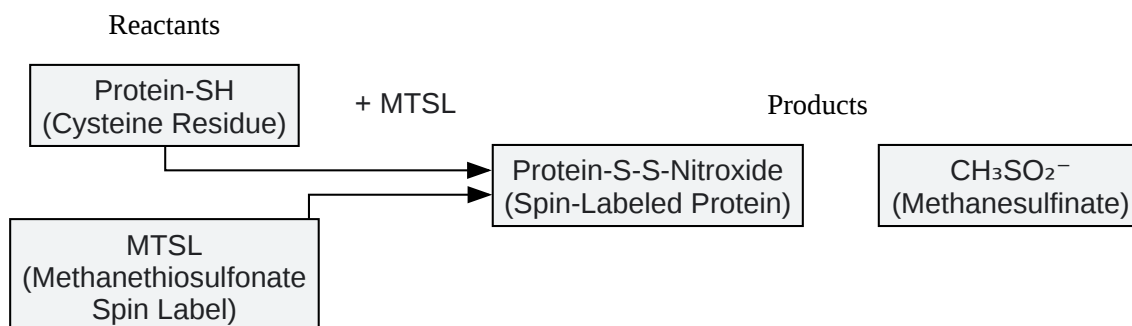 Reactants
Protein-SH
(Cysteine Residue)
+ MTSL
Products
Protein-S-S-Nitroxide
(Spin-Labeled Protein)
CH₃SO₂⁻
(Methanesulfinate)
MTSL
(Methanethiosulfonate
Spin Label)